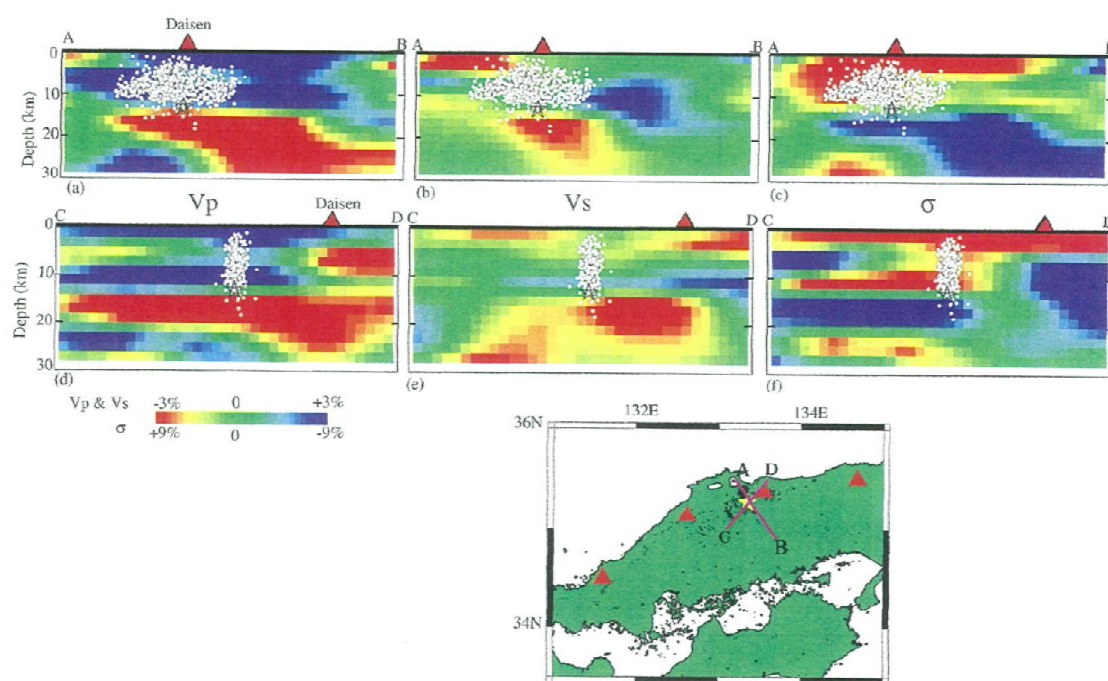 Daisen
A B A B A
0
10
20
30
Depth (km)
(a) (b) (c)
Vp Vs σ
Daisen
C D C D C
0
10
20
30
Depth (km)
(d) (e) (f)
Vp & Vs -3% 0 +3%
σ +9% 0 -9%
132E 134E
36N
34N
A D
C B